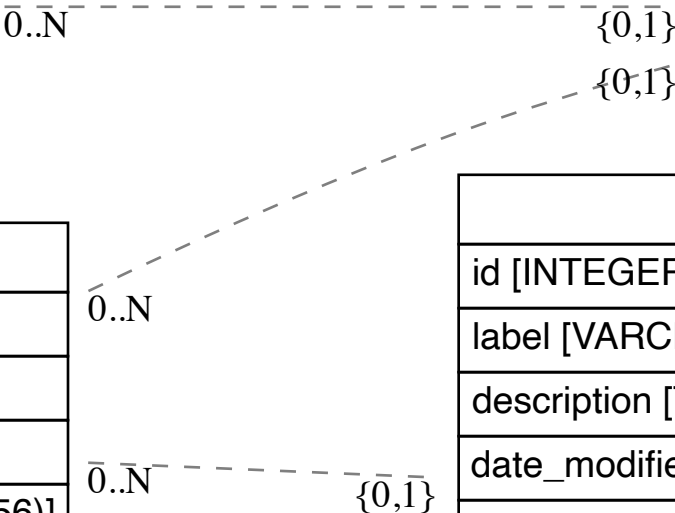 0..N
{0,1}
{0,1}
id [INTEGER
label [VARC
0..N
description [
date_modifie
0..N
{0,1}
56)]